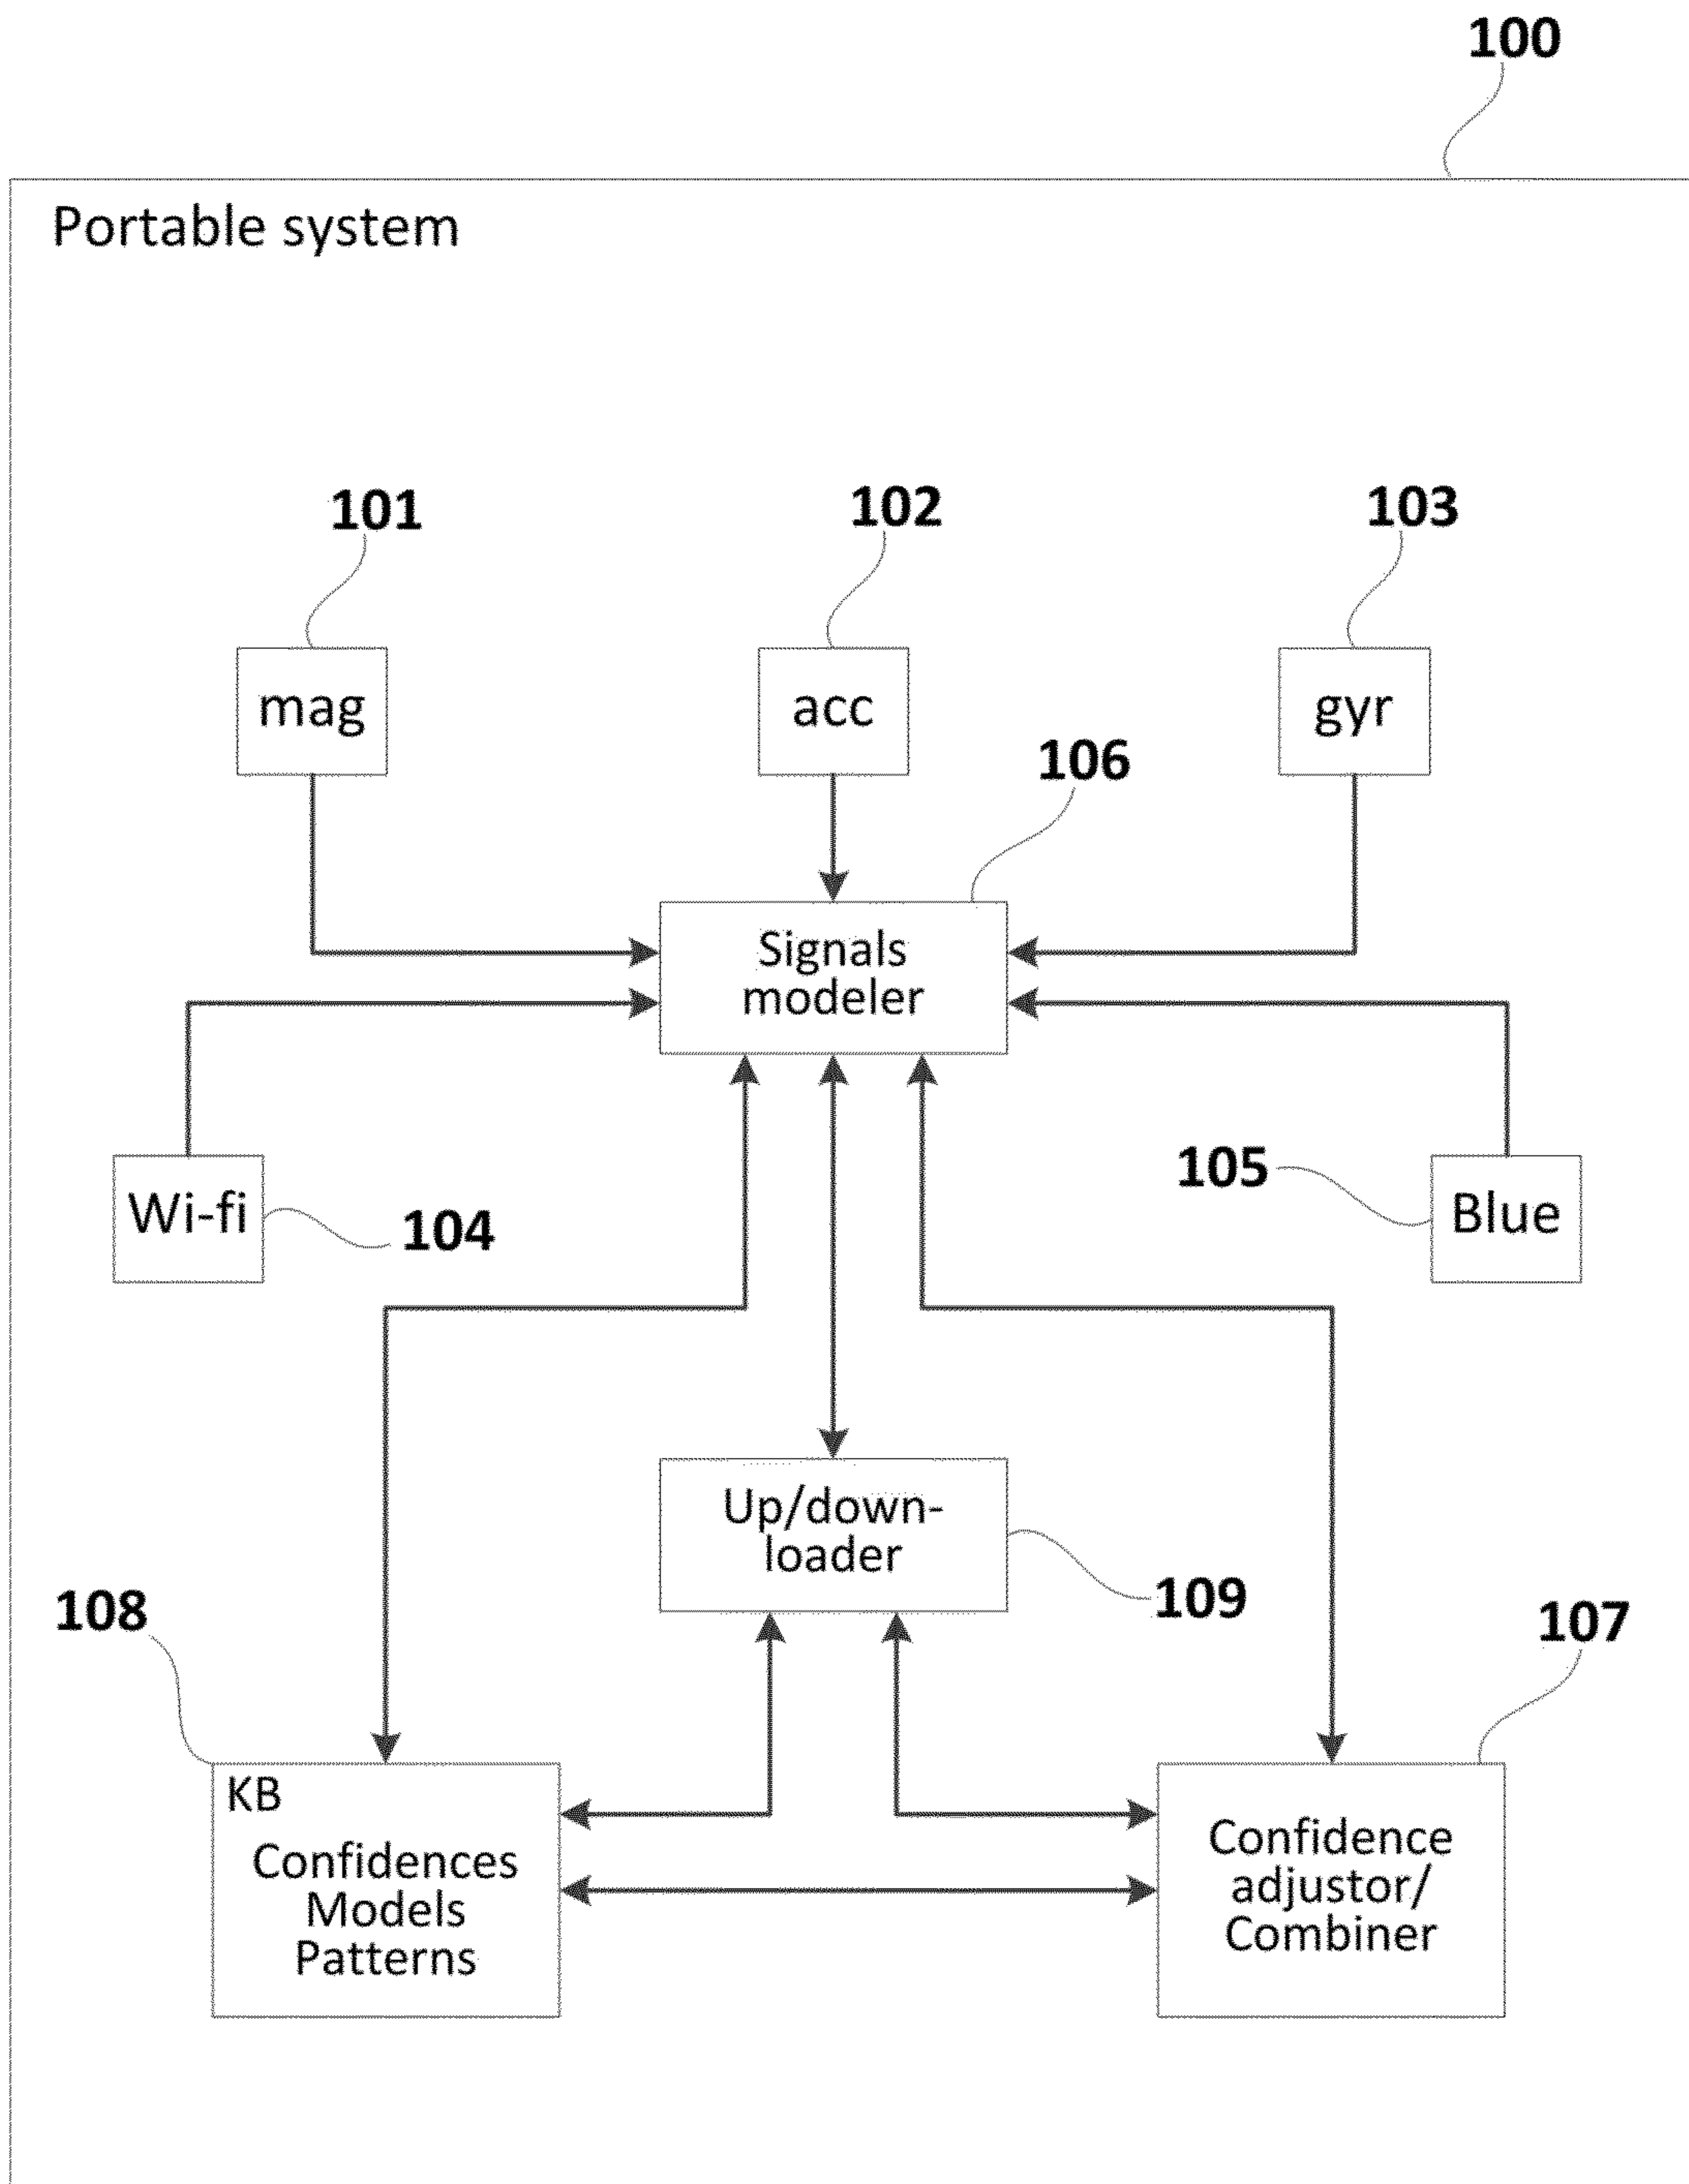 100
Portable system
101
102
103
mag
acc
gyr
106
Signals
modeler
105
Wi-fi
104
Blue
Up/down-
loader
109
108
107
KB
Confidences
Models
Patterns
Confidence
adjustor/
Combiner